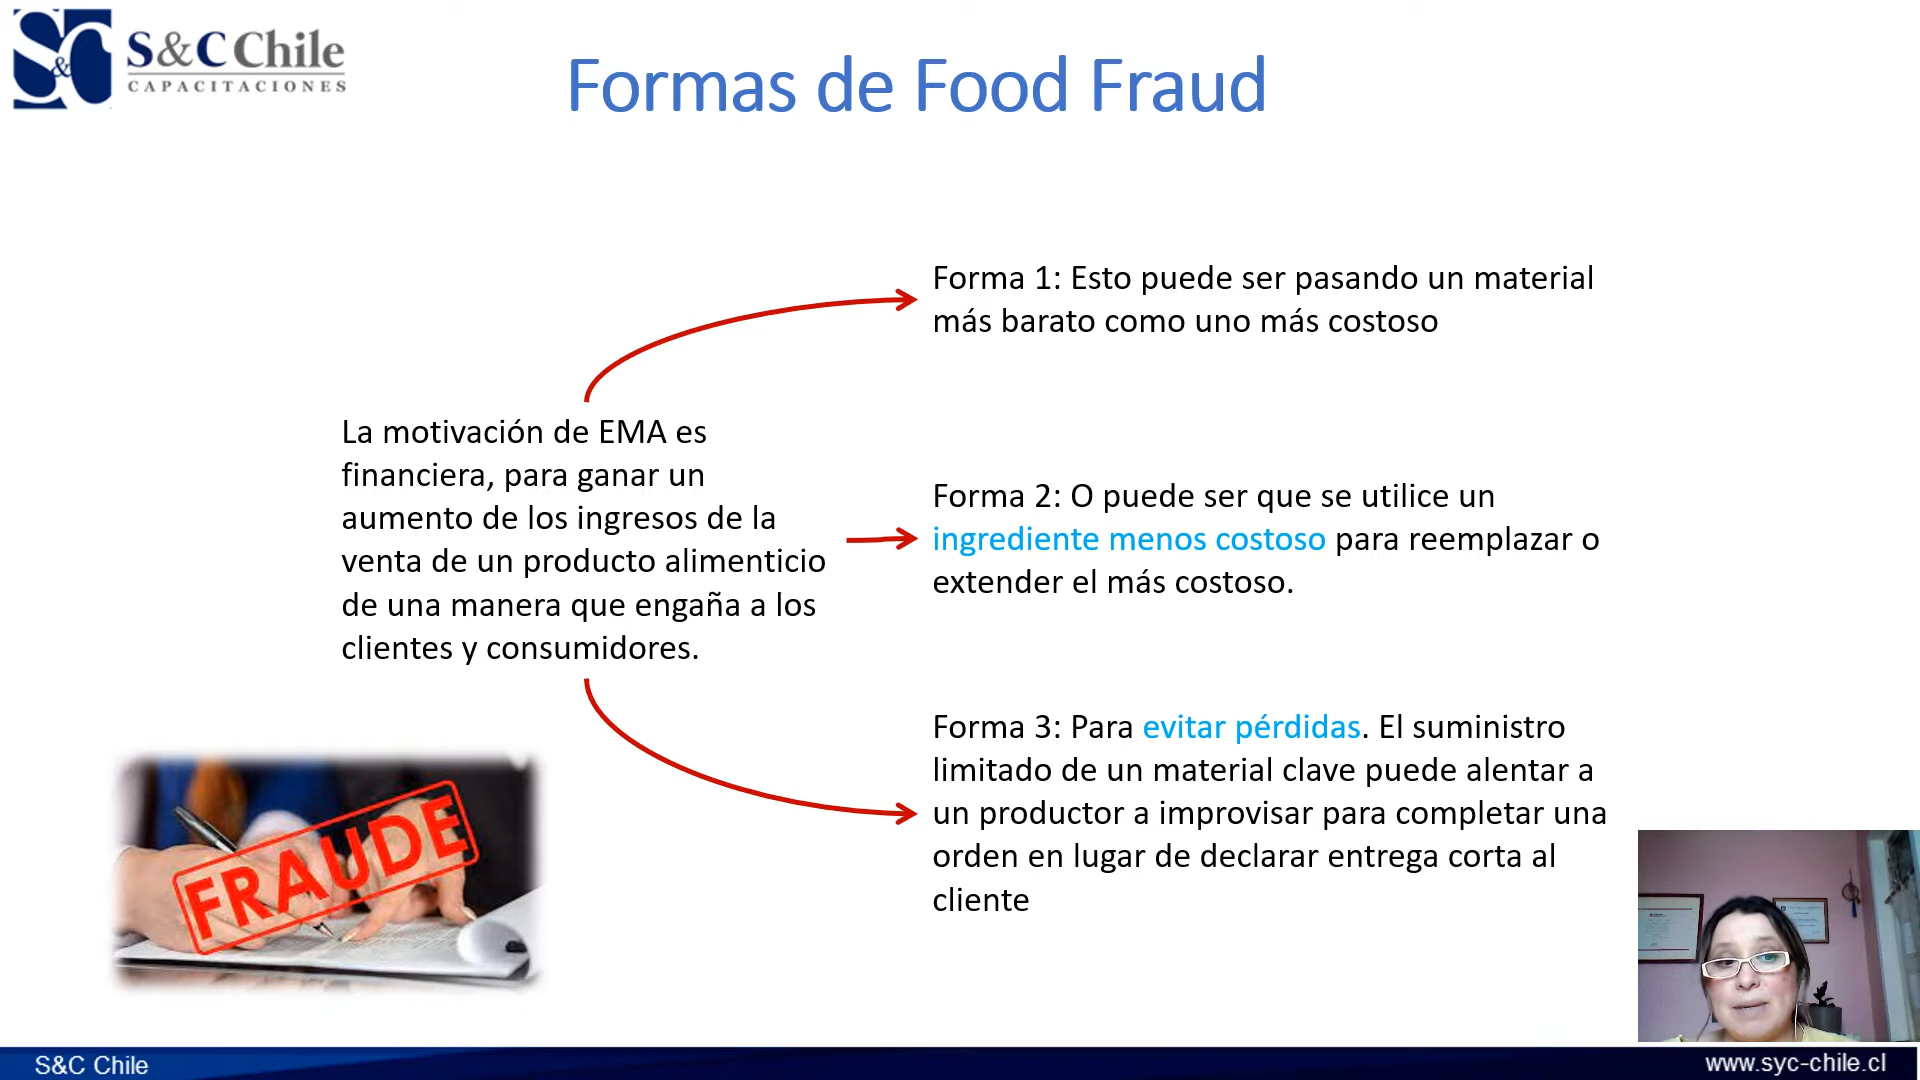 S&C Chile
CAPACITACIONES
Formas de Food Fraud
Forma 1: Esto puede ser pasando un material
más barato como uno más costoso
La motivación de EMA es
financiera, para ganar un
aumento de los ingresos de la
venta de un producto alimenticio
de una manera que engaña a los
clientes y consumidores.
Forma 2: O puede ser que se utilice un
ingrediente menos costoso para reemplazar o
extender el más costoso.
Forma 3: Para evitar pérdidas. El suministro
limitado de un material clave puede alentar a
un productor a improvisar para completar una
orden en lugar de declarar entrega corta al
cliente
FRAUDE
S&C Chile
www.syc-chile.cl